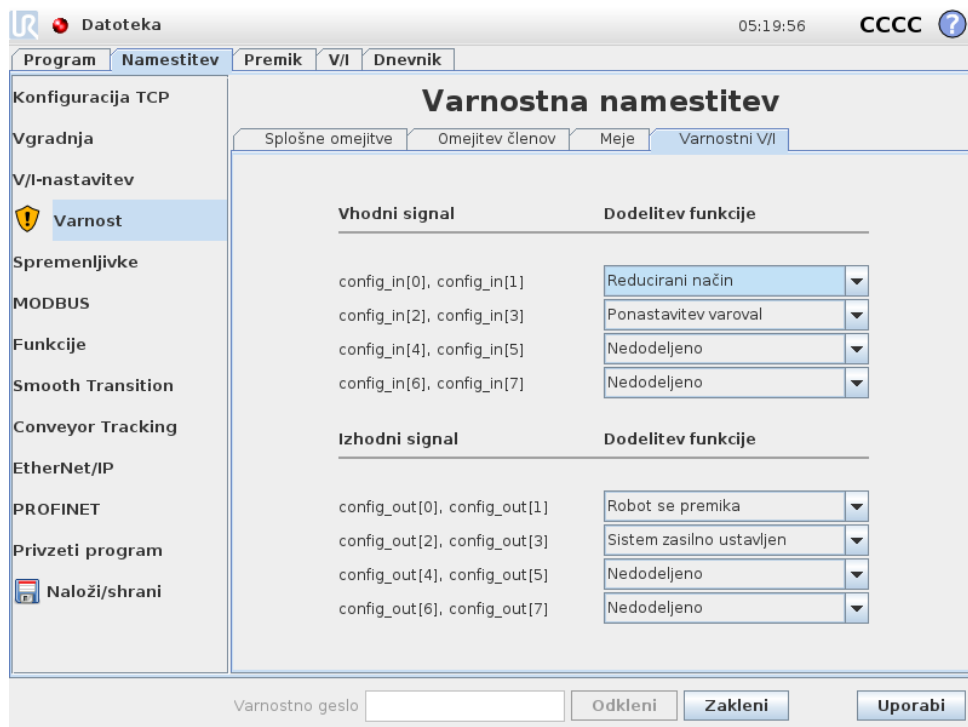 UR Datoteka 05:19:56 CCCC ?
Program Namestitev Premik V/I Dnevnik
Konfiguracija TCP
Vgradnja
V/I-nastavitev
Varnost
Spremenljivke
MODBUS
Funkcije
Smooth Transition
Conveyor Tracking
EtherNet/IP
PROFINET
Privzeti program
Naloži/shrani
Varnostna namestitev
Splošne omejitve Omejitev členov Meje Varnostni V/I
Vhodni signal Dodelitev funkcije
config_in[0], config_in[1] Reducirani način
config_in[2], config_in[3] Ponastavitev varoval
config_in[4], config_in[5] Nedodeljeno
config_in[6], config_in[7] Nedodeljeno
Izhodni signal Dodelitev funkcije
config_out[0], config_out[1] Robot se premika
config_out[2], config_out[3] Sistem zasilno ustavljen
config_out[4], config_out[5] Nedodeljeno
config_out[6], config_out[7] Nedodeljeno
Varnostno geslo Odkleni Zakleni Uporabi